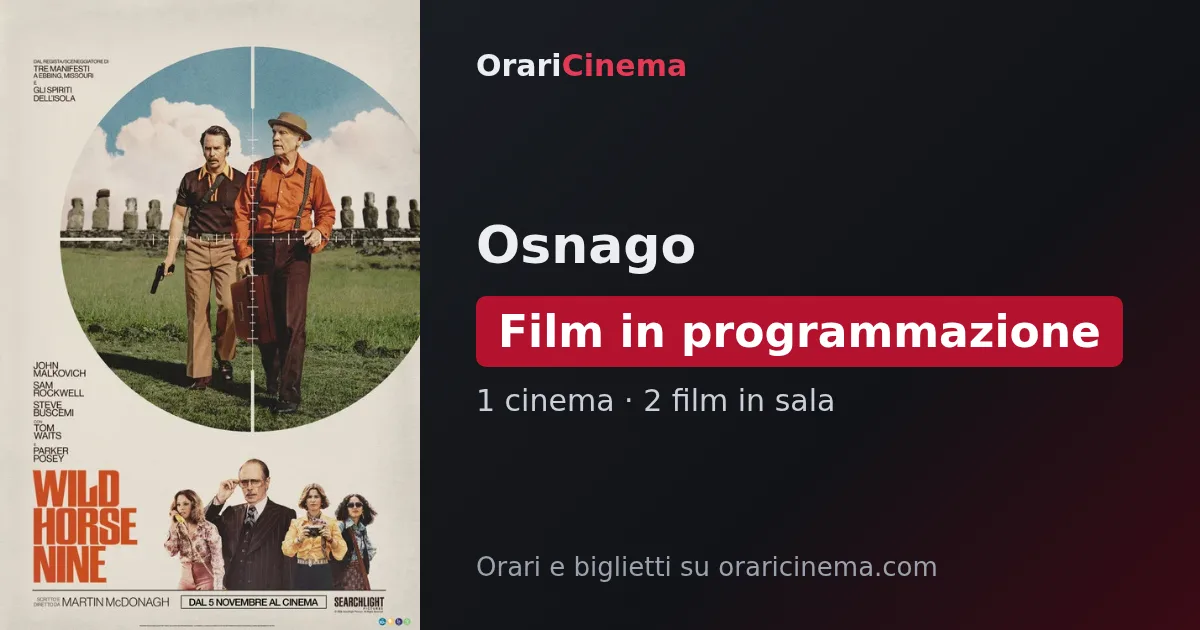 DAL REGISTA/SCENEGGIATORE DI
TRE MANIFESTI
A EBBING, MISSOURI
E
GLI SPIRITI
DELL'ISOLA
JOHN
MALKOVICH
SAM
ROCKWELL
STEVE
BUSCEMI
CON
TOM
WAITS
E
PARKER
POSEY
WILD
HORSE
NINE
SCRITTO E
DIRETTO DA MARTIN McDONAGH
DAL 5 NOVEMBRE AL CINEMA
SEARCHLIGHT
PICTURES
OrariCinema
Osnago
Film in programmazione
1 cinema · 2 film in sala
Orari e biglietti su oraricinema.com